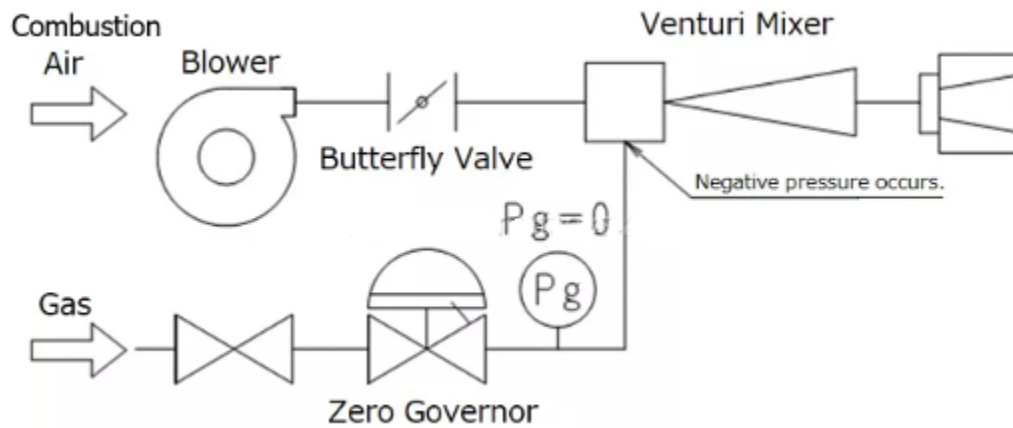 Combustion
Air
Blower
Venturi Mixer
Butterfly Valve
Negative pressure occurs.
Pg=0
Pg
Gas
Zero Governor